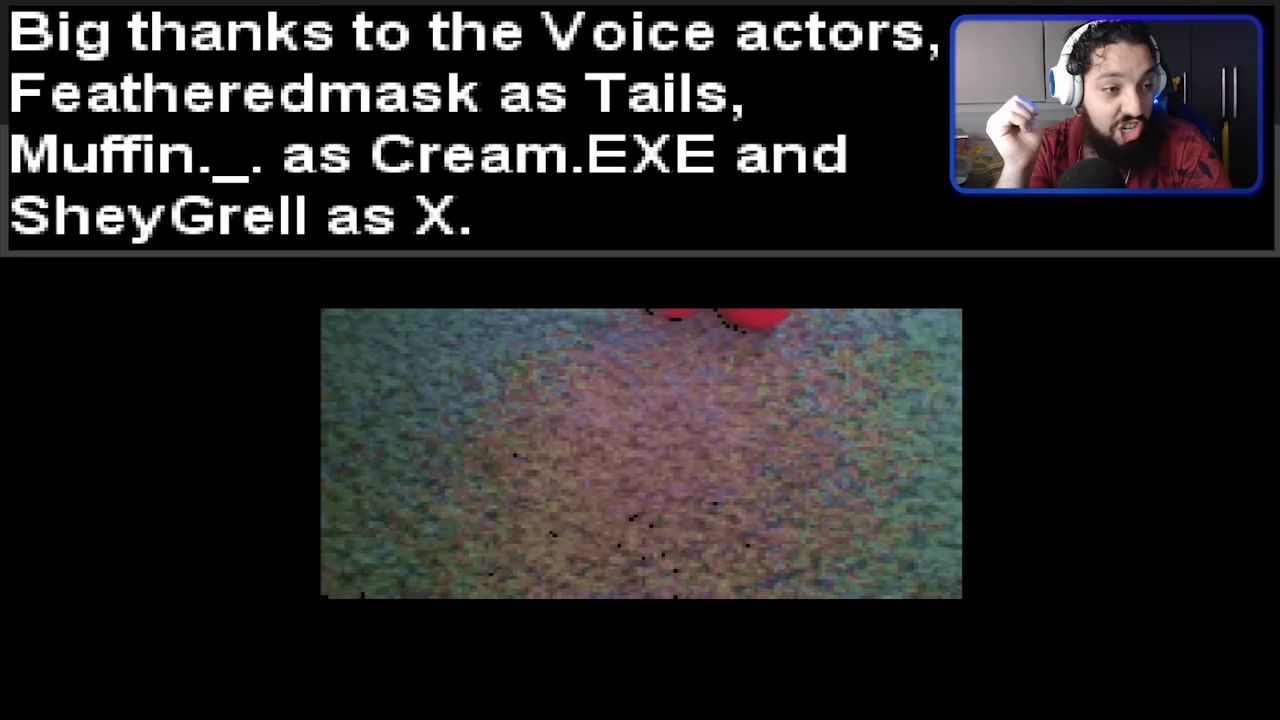 Big thanks to the Voice actors,
Featheredmask as Tails,
Muffin._. as Cream.EXE and
SheyGrell as X.